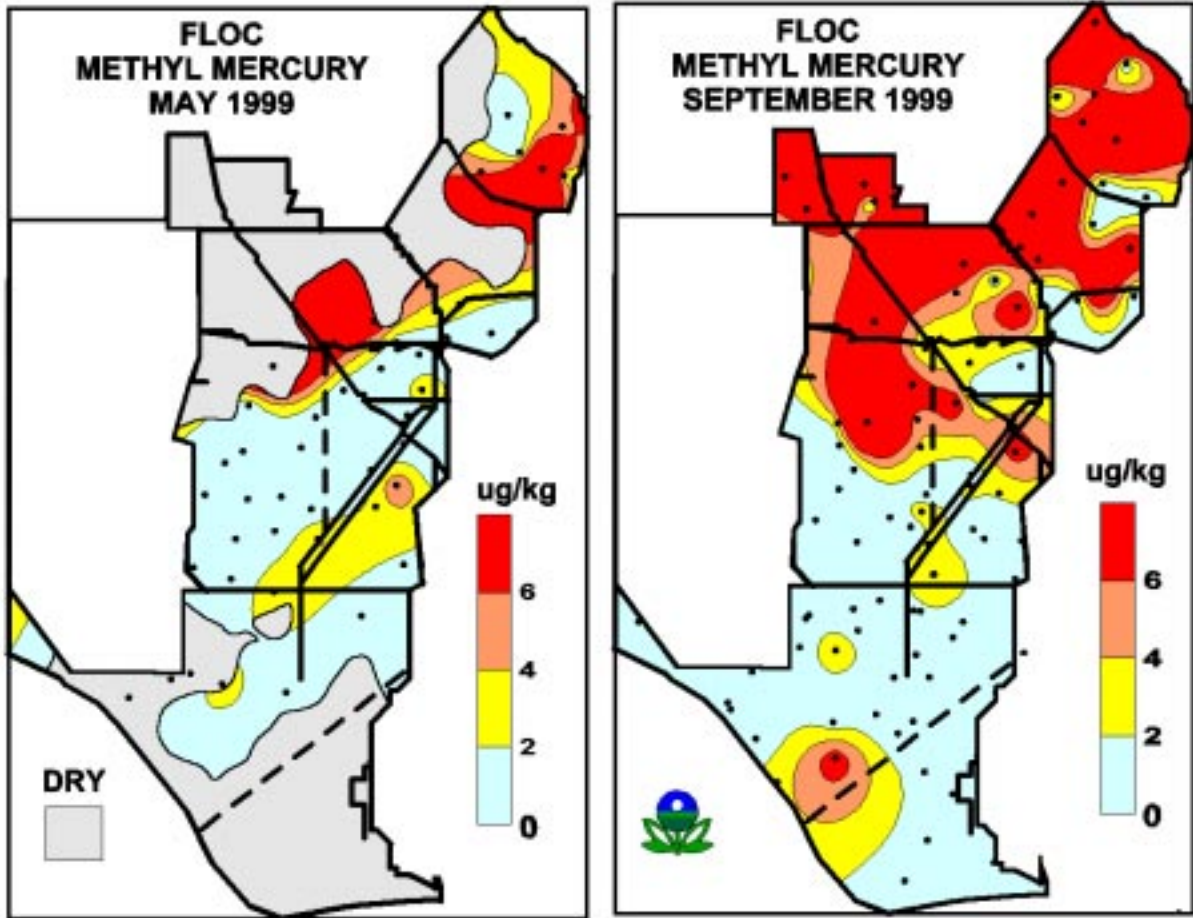 FLOC
METHYL MERCURY
MAY 1999
ug/kg
6
4
2
0
DRY
FLOC
METHYL MERCURY
SEPTEMBER 1999
ug/kg
6
4
2
0